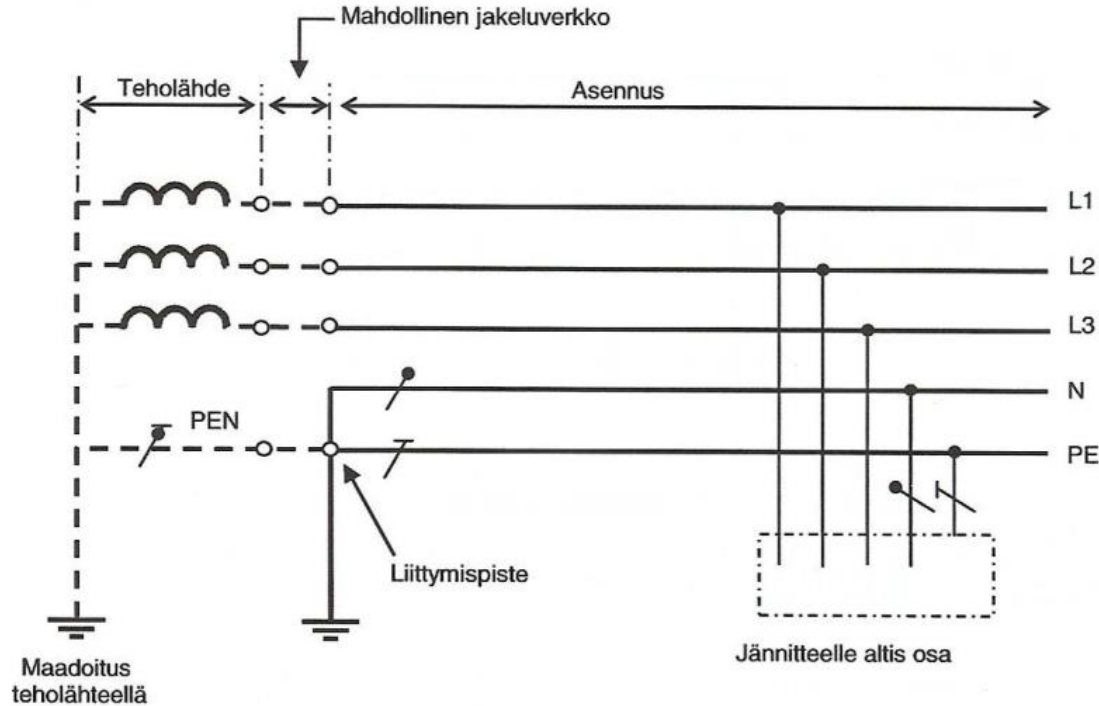 Mahdollinen jakeluverkko
Teholähde
Asennus
L1
L2
L3
N
PEN
PE
Liittymispiste
Jännitteelle altis osa
Maadoitus
teholähteellä